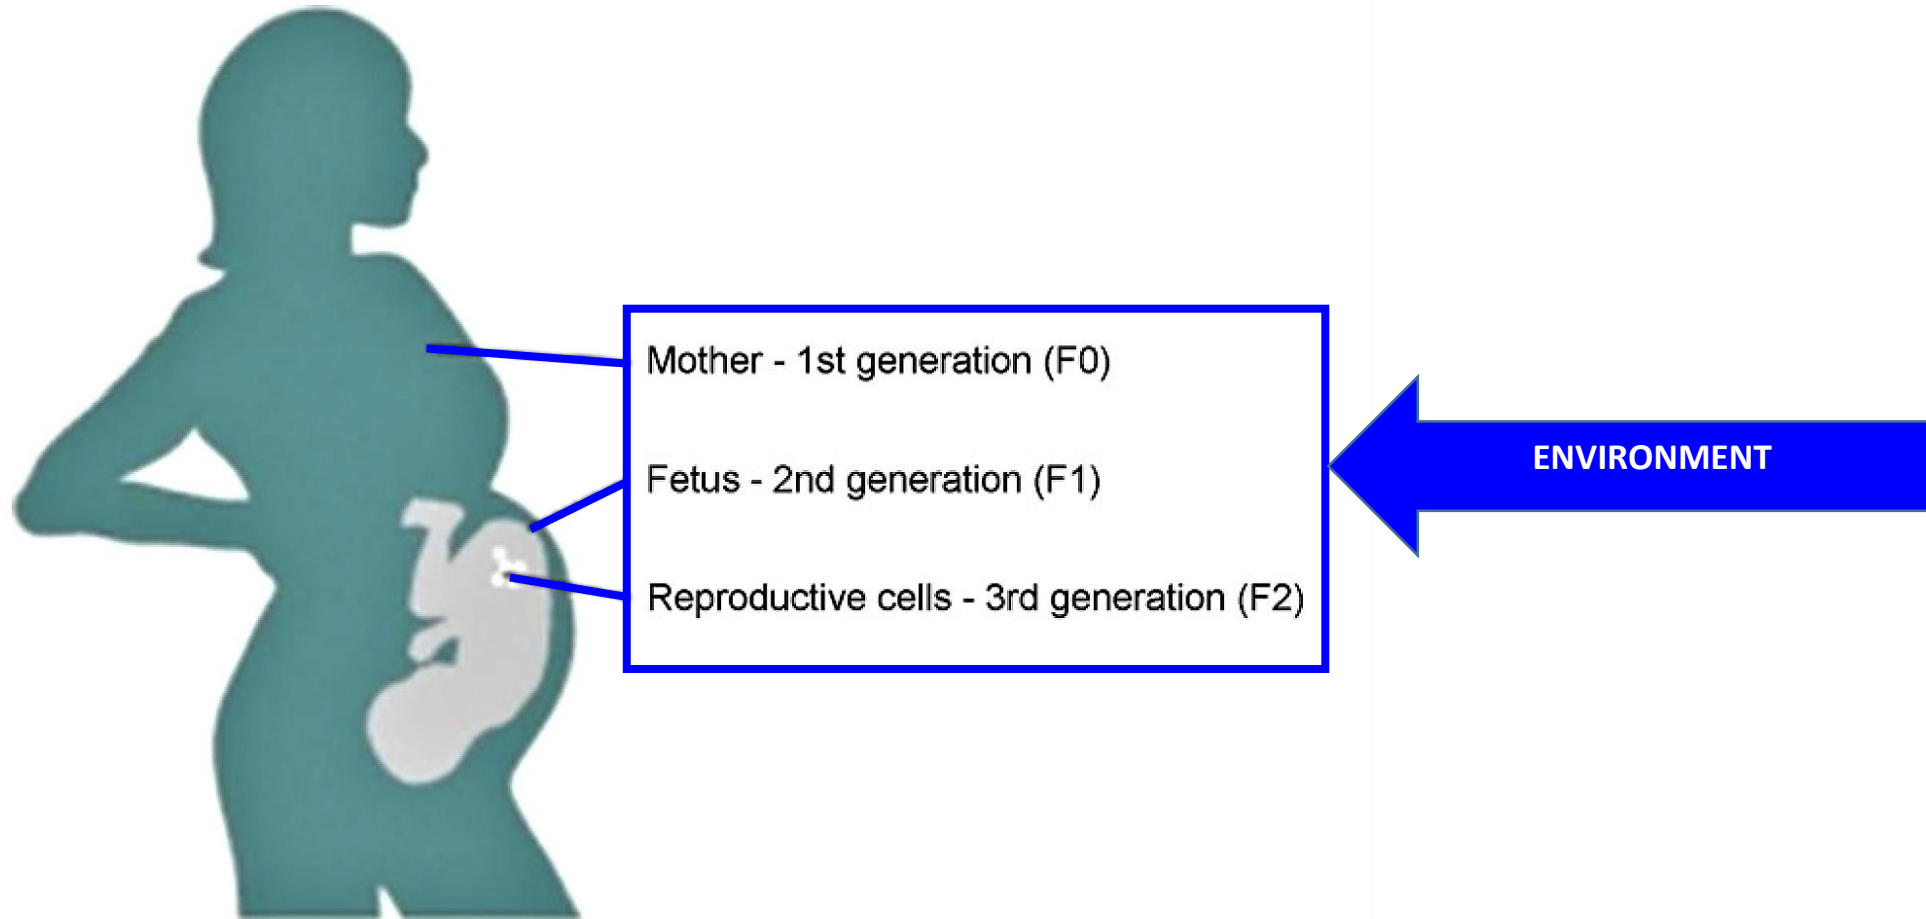 Mother - 1st generation (F0)
Fetus - 2nd generation (F1)
Reproductive cells - 3rd generation (F2)
ENVIRONMENT